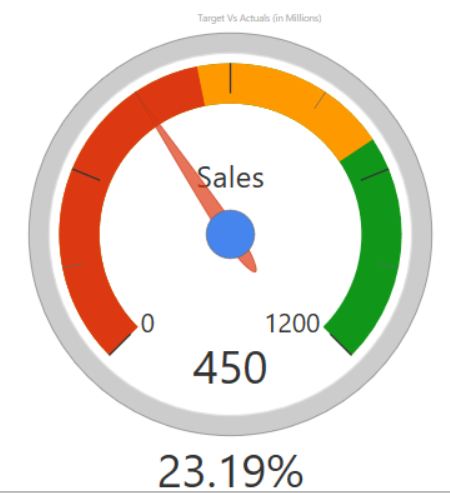 Target Vs Actuals (in Millions)
Sales
0 1200
450
23.19%